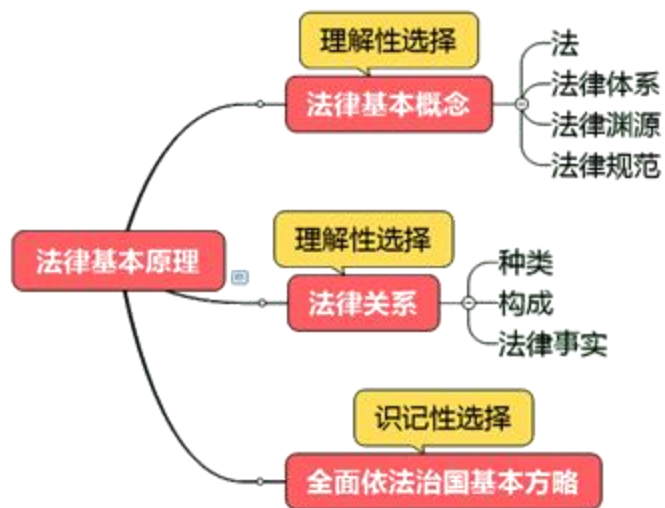 理解性选择
法律基本概念
法
法律体系
法律渊源
法律规范
法律基本原理
理解性选择
法律关系
种类
构成
法律事实
识记性选择
全面依法治国基本方略